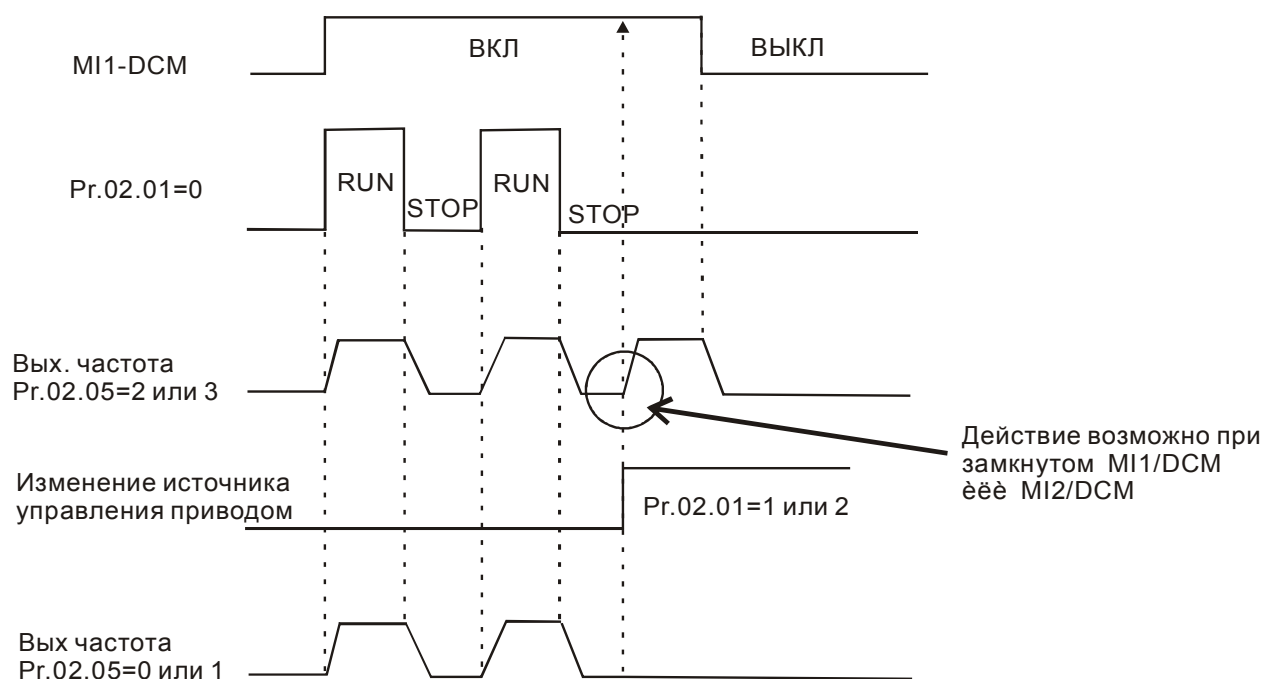 ВКЛ
ВЫКЛ
MI1-DCM
RUN
RUN
Pr.02.01=0
STOP
STOP
Вых. частота
Pr.02.05=2 или 3
Действие возможно при
замкнутом MI1/DCM
èëè MI2/DCM
Изменение источника
управления приводом
Pr.02.01=1 или 2
Вых частота
Pr.02.05=0 или 1